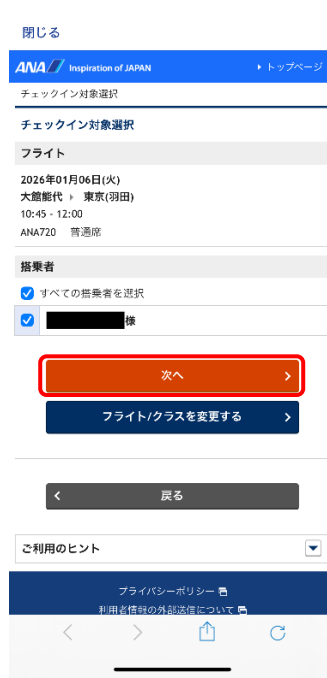 閉じる
ANA Inspiration of JAPAN
トップページ
チェックイン対象選択
チェックイン対象選択
フライト
2026年01月06日(火)
大館能代 ▸ 東京(羽田)
10:45 - 12:00
ANA720 普通席
搭乗者
すべての搭乗者を選択
様
次へ
フライト/クラスを変更する
戻る
ご利用のヒント
プライバシーポリシー
利用者情報の外部送信について